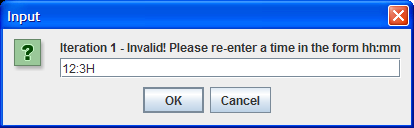 Input
Iteration 1 - Invalid! Please re-enter a time in the form hh:mm
12:3H
OK Cancel